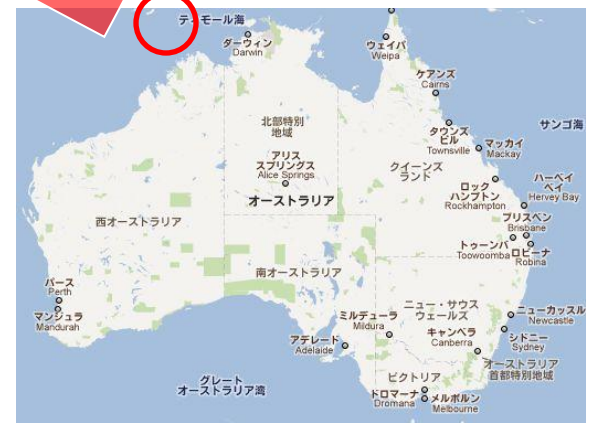 ティモール海
ダーウィン
Darwin
ウェイパ
Weipa
ケアンズ
Cairns
北部特別
地域
タウンズ
ビル
Townsville
マッカイ
Mackay
サンゴ海
アリス
スプリングス
Alice Springs
クイーンズ
ランド
ロック
ハンプトン
Rockhampton
ハーベイ
ベイ
Hervey Bay
オーストラリア
西オーストラリア
ブリスベン
Brisbane
トゥーンバ
Toowoomba
ロビーナ
Robina
南オーストラリア
パース
Perth
マンジュラ
Mandurah
ニュー・サウス
ウェールズ
ニューカッスル
Newcastle
ミルデューラ
Mildura
キャンベラ
Canberra
シドニー
Sydney
アデレード
Adelaide
オーストラリア
首都特別地域
ビクトリア
グレート
オーストラリア湾
ドロマーナ
Dromana
メルボルン
Melbourne